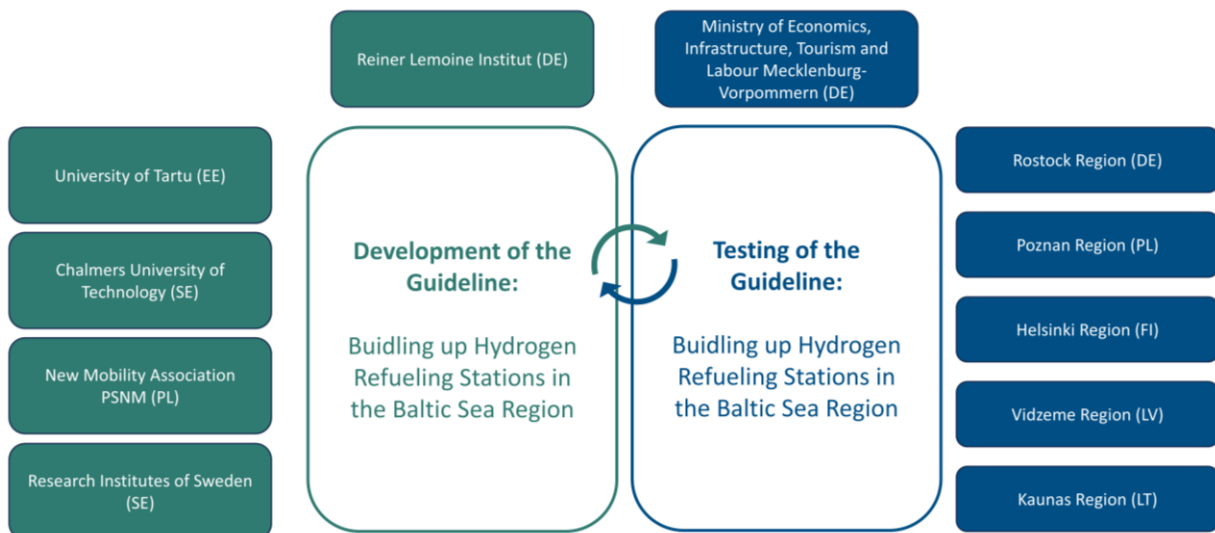 Reiner Lemoine Institut (DE)
Ministry of Economics,
Infrastructure, Tourism and
Labour Mecklenburg-
Vorpommern (DE)
University of Tartu (EE)
Chalmers University of
Technology (SE)
New Mobility Association
PSNM (PL)
Research Institutes of Sweden
(SE)
Development of the
Guideline:
Buidling up Hydrogen
Refueling Stations in
the Baltic Sea Region
Testing of the
Guideline:
Buidling up Hydrogen
Refueling Stations in
the Baltic Sea Region
Rostock Region (DE)
Poznan Region (PL)
Helsinki Region (FI)
Vidzeme Region (LV)
Kaunas Region (LT)